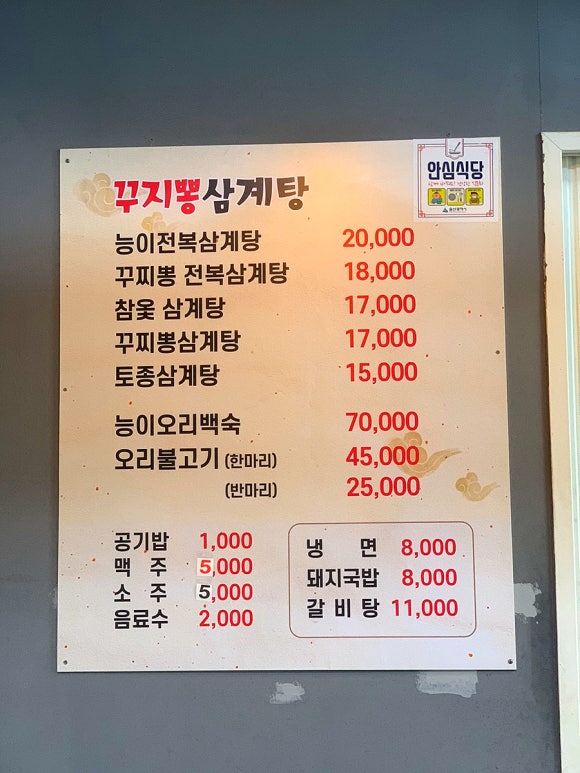 안심식당
꾸지뽕삼계탕
능이전복삼계탕 20,000
꾸찌뽕 전복삼계탕 18,000
참옻 삼계탕 17,000
꾸찌뽕삼계탕 17,000
토종삼계탕 15,000
능이오리백숙 70,000
오리불고기 (한마리) 45,000
(반마리) 25,000
공기밥 1,000
맥 주 5,000
소 주 5,000
음료수 2,000
냉 면 8,000
돼지국밥 8,000
갈 비 탕 11,000